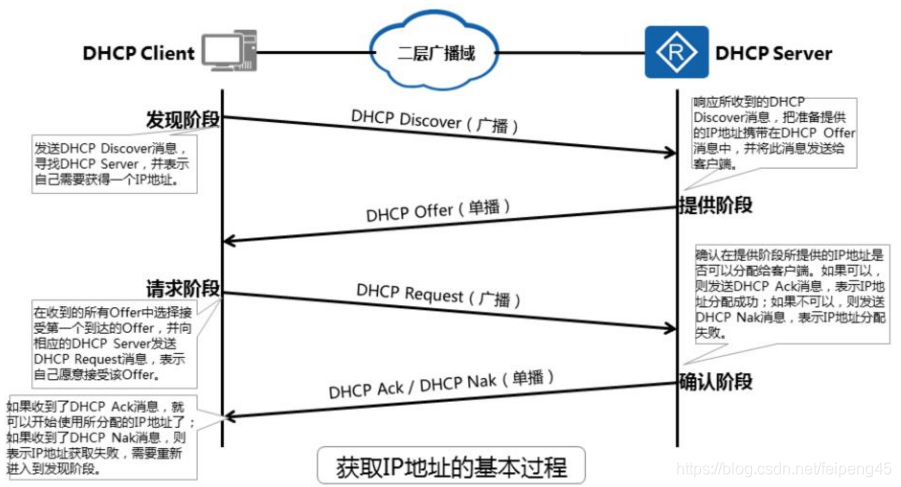 DHCP Client
二层广播域
R
DHCP Server
发现阶段
发送DHCP Discover消息，
寻找DHCP Server，并表示
自己需要获得一个IP地址。
DHCP Discover（广播）
响应所收到的DHCP
Discover消息，把准备提供
的IP地址携带在DHCP Offer
消息中，并将此消息发送给
客户端。
DHCP Offer（单播）
提供阶段
请求阶段
在收到的所有Offer中选择接
受第一个到达的Offer，并向
相应的DHCP Server发送
DHCP Request消息，表示
自己愿意接受该Offer。
DHCP Request（广播）
确认在提供阶段所提供的IP地址是
否可以分配给客户端。如果可以，
则发送DHCP Ack消息，表示IP地
址分配成功；如果不可以，则发送
DHCP Nak消息，表示IP地址分配
失败。
DHCP Ack / DHCP Nak（单播）
确认阶段
如果收到了DHCP Ack消息，就
可以开始使用所分配的IP地址了；
如果收到了DHCP Nak消息，则
表示IP地址获取失败，需要重新
进入到发现阶段。
获取IP地址的基本过程
https://blog.csdn.net/feipeng45